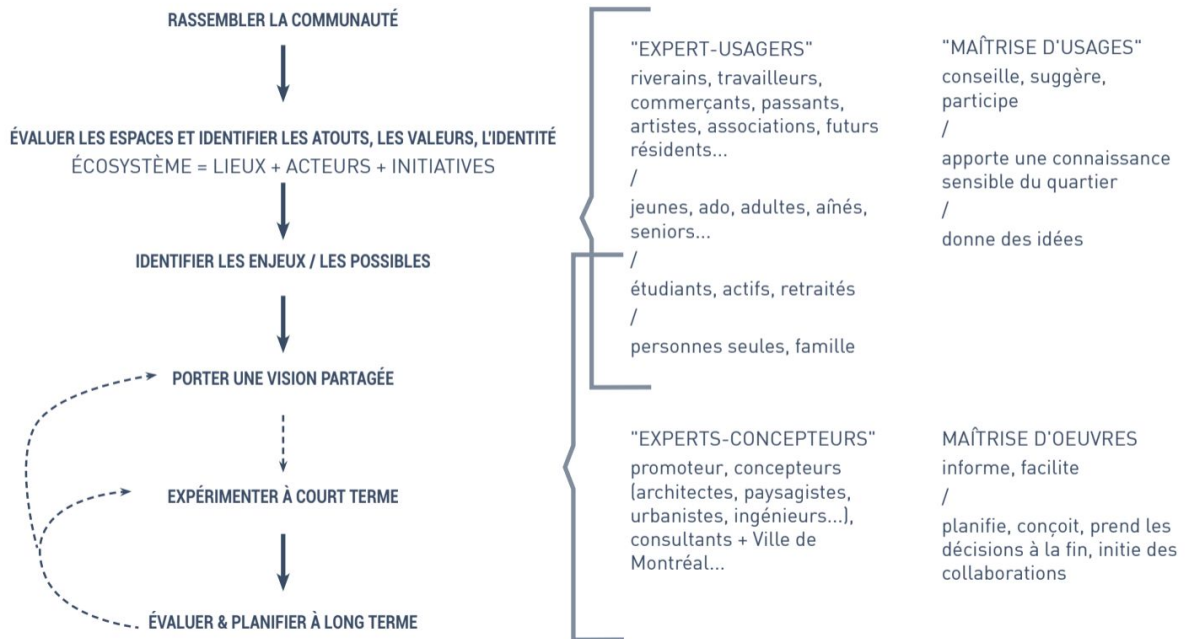 RASSEMBLER LA COMMUNAUTÉ
ÉVALUER LES ESPACES ET IDENTIFIER LES ATOUTS, LES VALEURS, L'IDENTITÉ
ÉCOSYSTÈME = LIEUX + ACTEURS + INITIATIVES
IDENTIFIER LES ENJEUX / LES POSSIBLES
PORTER UNE VISION PARTAGÉE
EXPÉRIMENTER À COURT TERME
ÉVALUER & PLANIFIER À LONG TERME
"EXPERT-USAGERS"
riverains, travailleurs,
commerçants, passants,
artistes, associations, futurs
résidents...
/
jeunes, ado, adultes, aînés,
seniors...
/
étudiants, actifs, retraités
/
personnes seules, famille
"MAÎTRISE D'USAGES"
conseille, suggère,
participe
/
apporte une connaissance
sensible du quartier
/
donne des idées
"EXPERTS-CONCEPTEURS"
promoteur, concepteurs
(architectes, paysagistes,
urbanistes, ingénieurs...),
consultants + Ville de
Montréal...
MAÎTRISE D'OEUVRES
informe, facilite
/
planifie, conçoit, prend les
décisions à la fin, initie des
collaborations